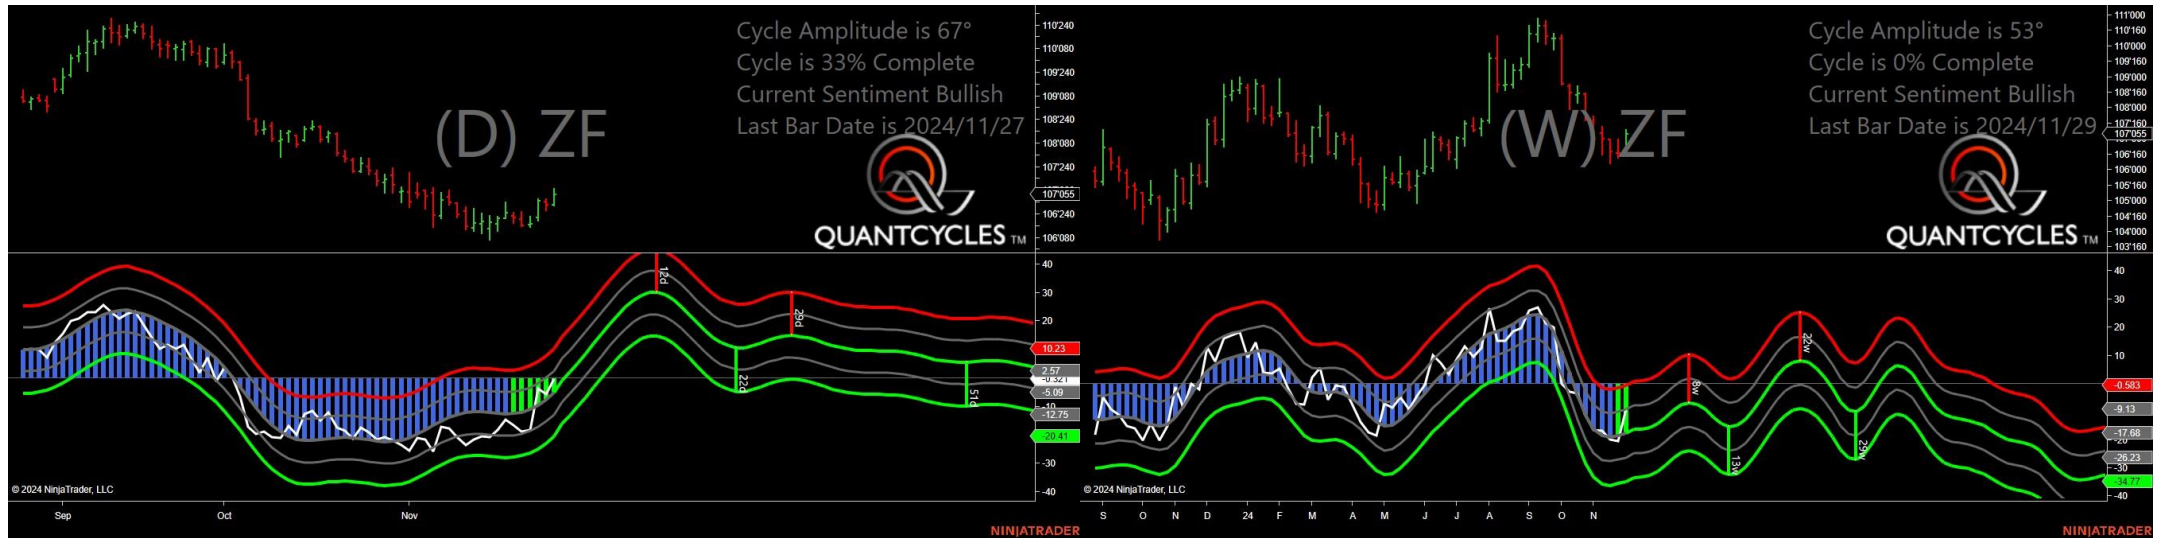 Cycle Amplitude is 67°
Cycle is 33% Complete
Current Sentiment Bullish
Last Bar Date is 2024/11/27
(D) ZF
QUANTCYCLES TM
110'240
110'080
109'240
109'080
108'240
108'080
107'240
107'055
106'240
106'080
12d
29d
22d
51d
40
30
20
10.23
2.57
-0.321
-5.09
-10
-12.75
-20.41
-30
-40
© 2024 NinjaTrader, LLC
Sep Oct Nov
NINJATRADER
Cycle Amplitude is 53°
Cycle is 0% Complete
Current Sentiment Bullish
Last Bar Date is 2024/11/29
(W) ZF
QUANTCYCLES TM
111'000
110'160
110'000
109'160
109'000
108'160
108'000
107'160
107'055
106'160
106'000
105'160
105'000
104'160
104'000
103'160
8w
22w
13w
29w
40
30
20
10
-0.583
-9.13
-17.68
-20
-26.23
-30
-34.77
-40
© 2024 NinjaTrader, LLC
S O N D 24 F M A M J J A S O N
NINJATRADER